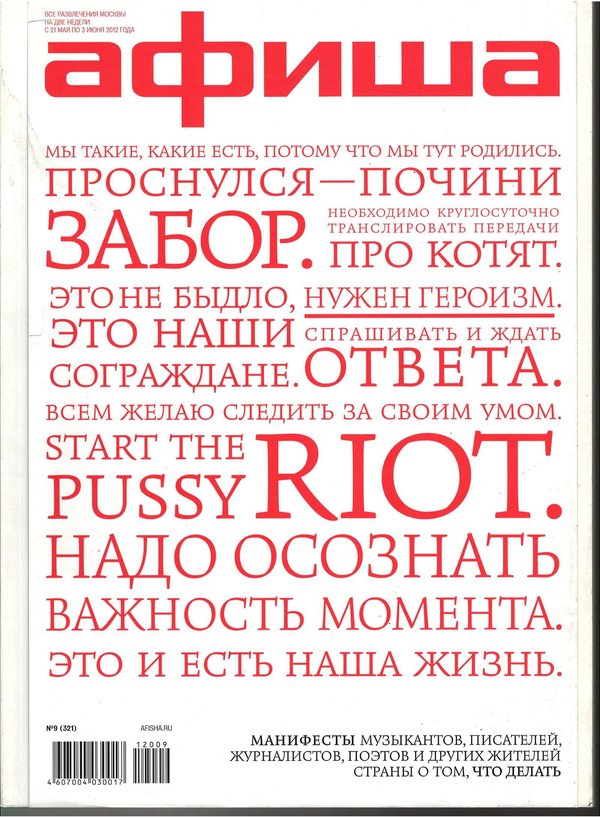 ВСЕ РАЗВЛЕЧЕНИЯ МОСКВЫ
НА ДВЕ НЕДЕЛИ
С 21 МАЯ ПО 3 ИЮНЯ 2012 ГОДА
афиша
МЫ ТАКИЕ, КАКИЕ ЕСТЬ, ПОТОМУ ЧТО МЫ ТУТ РОДИЛИСЬ.
ПРОСНУЛСЯ—ПОЧИНИ
ЗАБОР.
НЕОБХОДИМО КРУГЛОСУТОЧНО
ТРАНСЛИРОВАТЬ ПЕРЕДАЧИ
ПРО КОТЯТ.
ЭТО НЕ БЫДЛО,
ЭТО НАШИ
СОГРАЖДАНЕ.
НУЖЕН ГЕРОИЗМ.
СПРАШИВАТЬ И ЖДАТЬ
ОТВЕТА.
ВСЕМ ЖЕЛАЮ СЛЕДИТЬ ЗА СВОИМ УМОМ.
START THE
PUSSY
RIOT.
НАДО ОСОЗНАТЬ
ВАЖНОСТЬ МОМЕНТА.
ЭТО И ЕСТЬ НАША ЖИЗНЬ.
№9 (321)
AFISHA.RU
12009
4 607004 030017
МАНИФЕСТЫ МУЗЫКАНТОВ, ПИСАТЕЛЕЙ,
ЖУРНАЛИСТОВ, ПОЭТОВ И ДРУГИХ ЖИТЕЛЕЙ
СТРАНЫ О ТОМ, ЧТО ДЕЛАТЬ